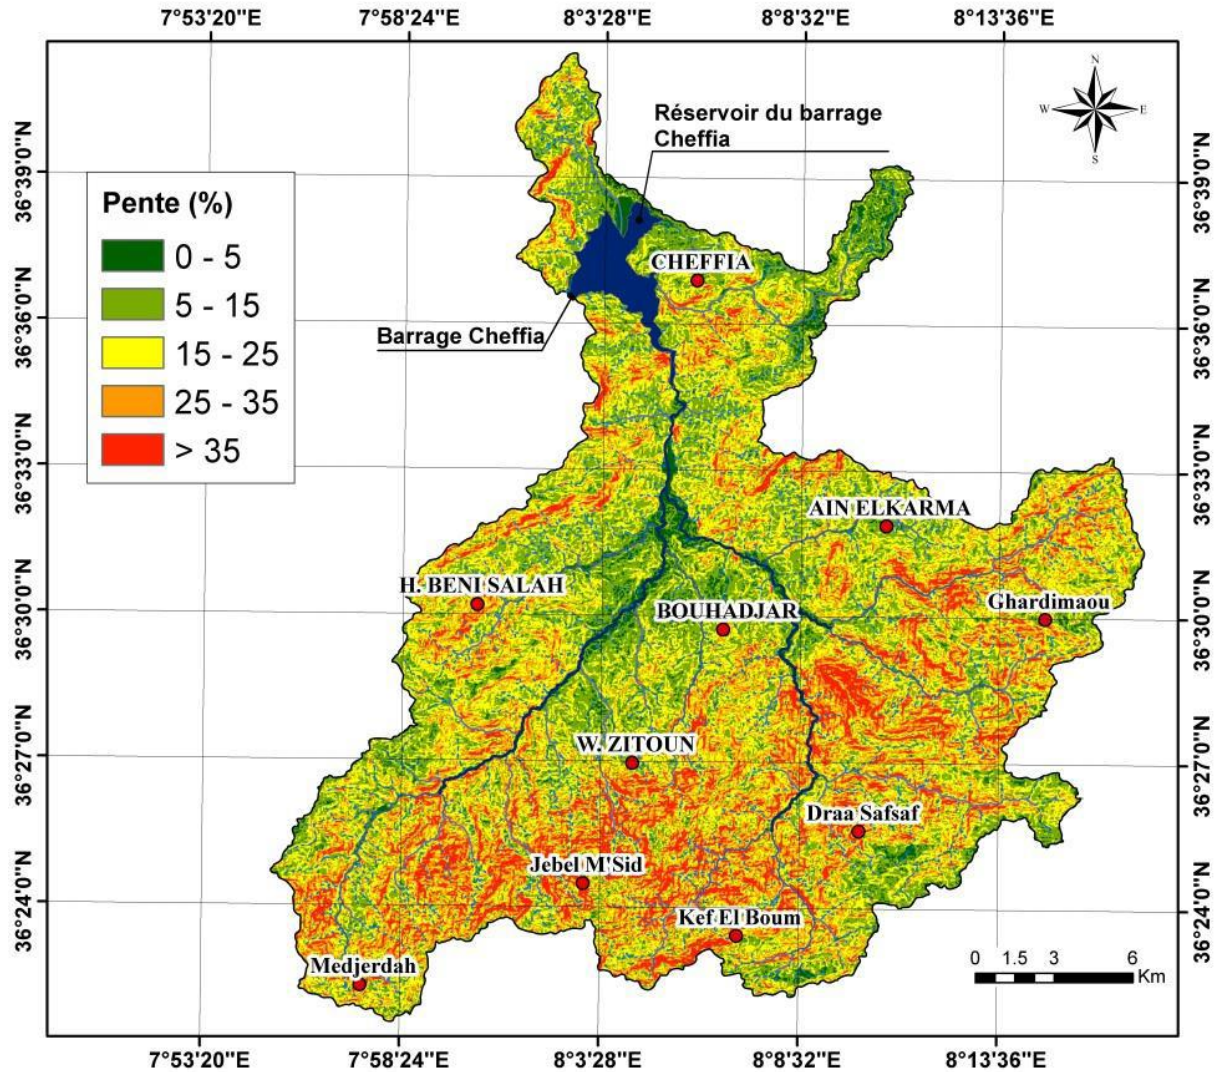 7°53'20"E
7°58'24"E
8°3'28"E
8°8'32"E
8°13'36"E
N
W
E
S
Réservoir du barrage
Cheffia
36°39'0"N
36°39'0"N
Pente (%)
0 - 5
5 - 15
15 - 25
25 - 35
> 35
CHEFFIA
36°36'0"N
36°36'0"N
Barrage Cheffia
36°33'0"N
36°33'0"N
AIN ELKARMA
H. BENI SALAH
BOUHADJAR
Ghardimaou
36°30'0"N
36°30'0"N
W. ZITOUN
36°27'0"N
36°27'0"N
Draa Safsaf
Jebel M'Sid
36°24'0"N
36°24'0"N
Kef El Boum
Medjerdah
0 1.5 3 6
Km
7°53'20"E
7°58'24"E
8°3'28"E
8°8'32"E
8°13'36"E